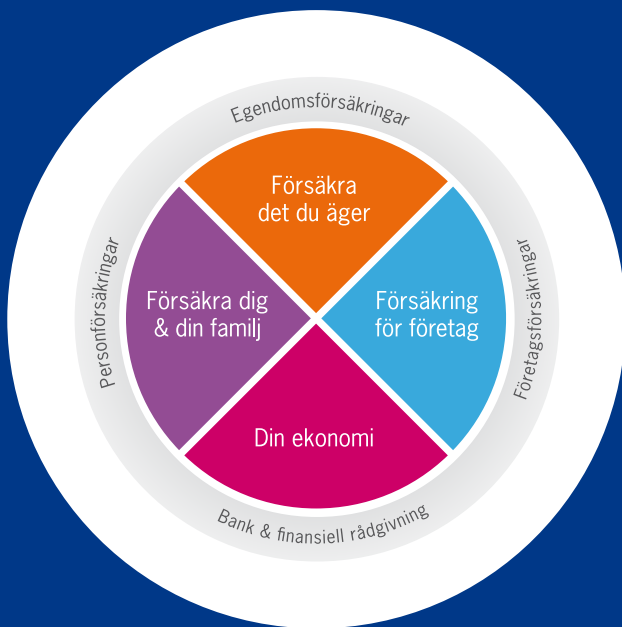 Egendomsförsäkringar
Försäkra
det du äger
Personförsäkringar
Försäkra dig
& din familj
Försäkring
för företag
Företagsförsäkringar
Din ekonomi
Bank & finansiell rådgivning